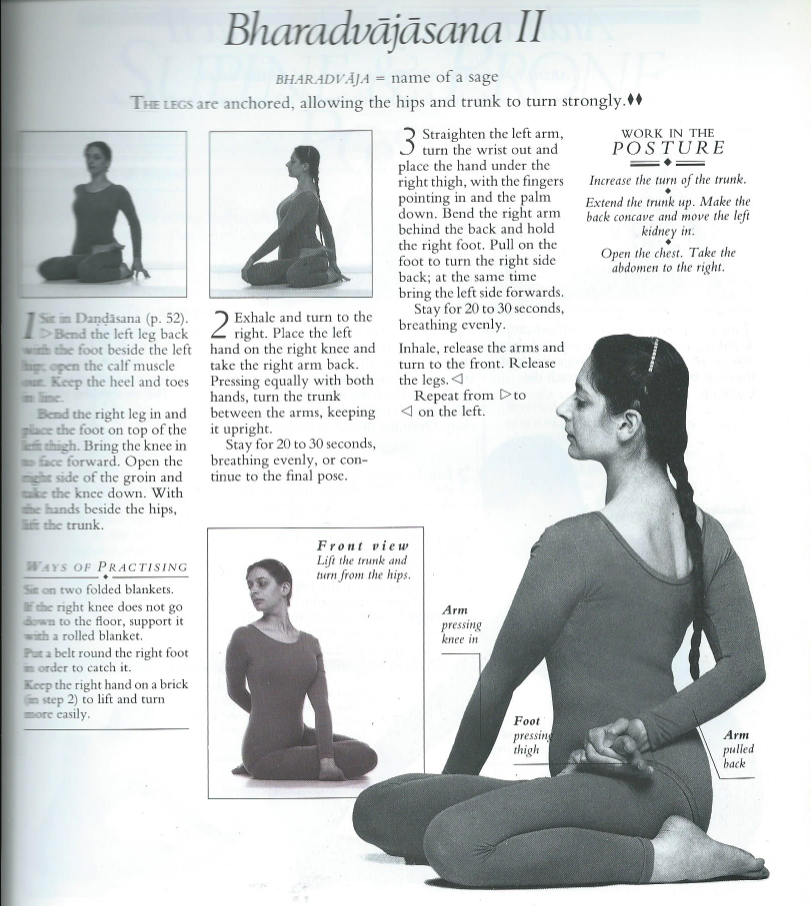 Bharadvājāsana II
BHARADVĀJA = name of a sage
THE LEGS are anchored, allowing the hips and trunk to turn strongly.♦♦
1 Sit in Daṇḍāsana (p. 52).
▷Bend the left leg back
with the foot beside the left
hip; open the calf muscle
out. Keep the heel and toes
in line.
Bend the right leg in and
place the foot on top of the
left thigh. Bring the knee in
to face forward. Open the
right side of the groin and
take the knee down. With
the hands beside the hips,
lift the trunk.
WAYS OF PRACTISING
Sit on two folded blankets.
If the right knee does not go
down to the floor, support it
with a rolled blanket.
Put a belt round the right foot
in order to catch it.
Keep the right hand on a brick
(in step 2) to lift and turn
more easily.
2 Exhale and turn to the
right. Place the left
hand on the right knee and
take the right arm back.
Pressing equally with both
hands, turn the trunk
between the arms, keeping
it upright.
Stay for 20 to 30 seconds,
breathing evenly, or con-
tinue to the final pose.
3 Straighten the left arm,
turn the wrist out and
place the hand under the
right thigh, with the fingers
pointing in and the palm
down. Bend the right arm
behind the back and hold
the right foot. Pull on the
foot to turn the right side
back; at the same time
bring the left side forwards.
Stay for 20 to 30 seconds,
breathing evenly.
Inhale, release the arms and
turn to the front. Release
the legs. ◁
Repeat from ▷to
◁ on the left.
WORK IN THE
POSTURE
Increase the turn of the trunk.
Extend the trunk up. Make the
back concave and move the left
kidney in.
Open the chest. Take the
abdomen to the right.
Front view
Lift the trunk and
turn from the hips.
Arm
pressing
knee in
Foot
pressing
thigh
Arm
pulled
back